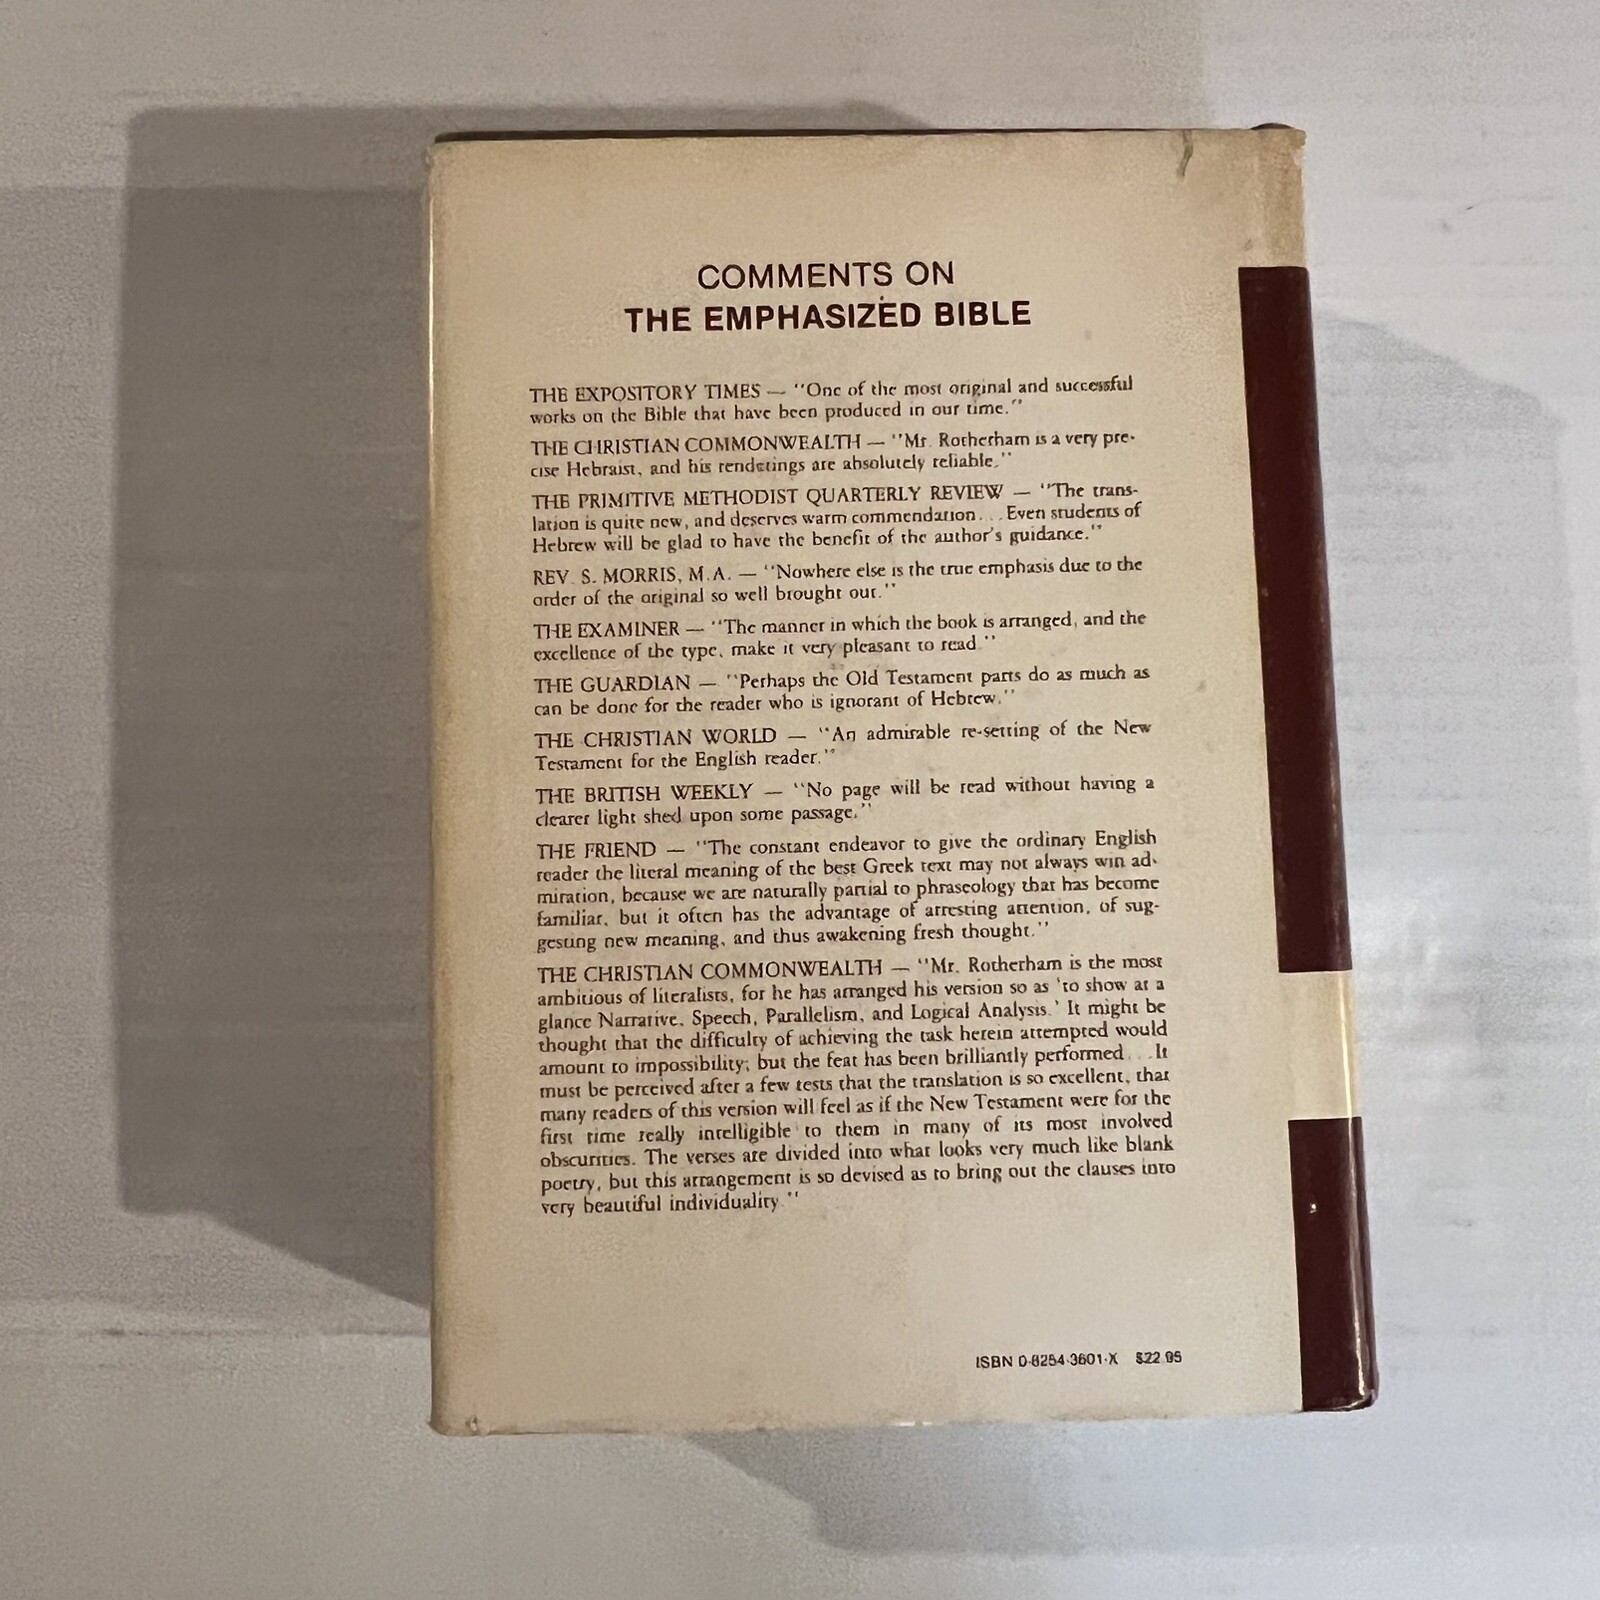 COMMENTS ON
THE EMPHASIZED BIBLE
THE EXPOSITORY TIMES — "One of the most original and successful
works on the Bible that have been produced in our time."
THE CHRISTIAN COMMONWEALTH — "Mr. Rotherham is a very pre-
cise Hebraist, and his renderings are absolutely reliable."
THE PRIMITIVE METHODIST QUARTERLY REVIEW — "The trans-
lation is quite new, and deserves warm commendation. . . Even students of
Hebrew will be glad to have the benefit of the author's guidance."
REV. S. MORRIS, M.A. — "Nowhere else is the true emphasis due to the
order of the original so well brought out."
THE EXAMINER — "The manner in which the book is arranged, and the
excellence of the type, make it very pleasant to read."
THE GUARDIAN — "Perhaps the Old Testament parts do as much as
can be done for the reader who is ignorant of Hebrew."
THE CHRISTIAN WORLD — "An admirable re-setting of the New
Testament for the English reader."
THE BRITISH WEEKLY — "No page will be read without having a
clearer light shed upon some passage."
THE FRIEND — "The constant endeavor to give the ordinary English
reader the literal meaning of the best Greek text may not always win ad-
miration, because we are naturally partial to phraseology that has become
familiar, but it often has the advantage of arresting attention, of sug-
gesting new meaning, and thus awakening fresh thought."
THE CHRISTIAN COMMONWEALTH — "Mr. Rotherham is the most
ambitious of literalists, for he has arranged his version so as 'to show at a
glance Narrative, Speech, Parallelism, and Logical Analysis.' It might be
thought that the difficulty of achieving the task herein attempted would
amount to impossibility; but the feat has been brilliantly performed. . .It
must be perceived after a few tests that the translation is so excellent, that
many readers of this version will feel as if the New Testament were for the
first time really intelligible to them in many of its most involved
obscurities. The verses are divided into what looks very much like blank
poetry, but this arrangement is so devised as to bring out the clauses into
very beautiful individuality."
ISBN 0-8254-3601-X $22.95